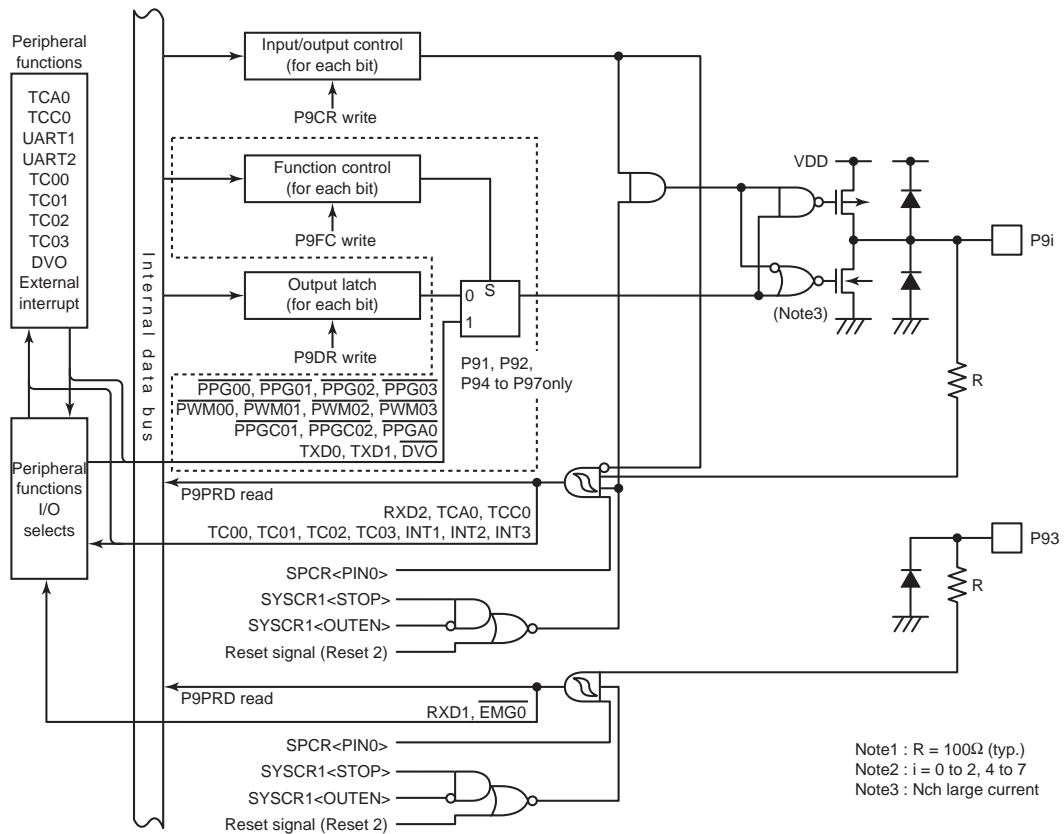 Peripheral
functions
TCA0
TCC0
UART1
UART2
TC00
TC01
TC02
TC03
DVO
External
interrupt
Peripheral
functions
I/O
selects
Internal data bus
Input/output control
(for each bit)
P9CR write
Function control
(for each bit)
P9FC write
Output latch
(for each bit)
P9DR write
0
S
1
P91, P92,
P94 to P97only
PPG00, PPG01, PPG02, PPG03
PWM00, PWM01, PWM02, PWM03
PPGC01, PPGC02, PPGA0
TXD0, TXD1, DVO
VDD
P9i
(Note3)
R
P9PRD read
RXD2, TCA0, TCC0
TC00, TC01, TC02, TC03, INT1, INT2, INT3
SPCR<PIN0>
SYSCR1<STOP>
SYSCR1<OUTEN>
Reset signal (Reset 2)
P93
R
P9PRD read
RXD1, EMG0
SPCR<PIN0>
SYSCR1<STOP>
SYSCR1<OUTEN>
Reset signal (Reset 2)
Note1 : R = 100Ω (typ.)
Note2 : i = 0 to 2, 4 to 7
Note3 : Nch large current